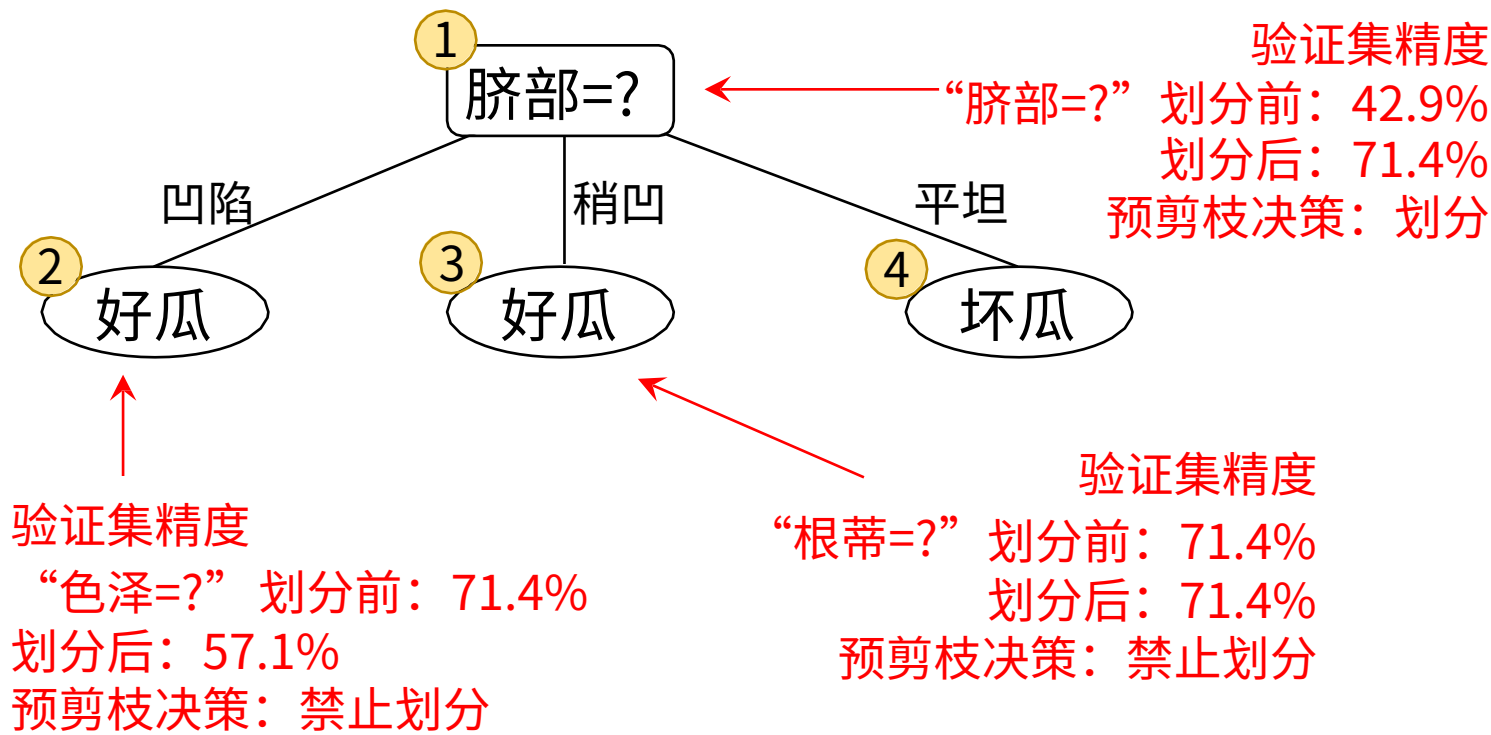 1
脐部=?
验证集精度
“脐部=?” 划分前：42.9%
划分后：71.4%
预剪枝决策：划分
凹陷
稍凹
平坦
2
好瓜
3
好瓜
4
坏瓜
验证集精度
“色泽=?” 划分前：71.4%
划分后：57.1%
预剪枝决策：禁止划分
验证集精度
“根蒂=?” 划分前：71.4%
划分后：71.4%
预剪枝决策：禁止划分